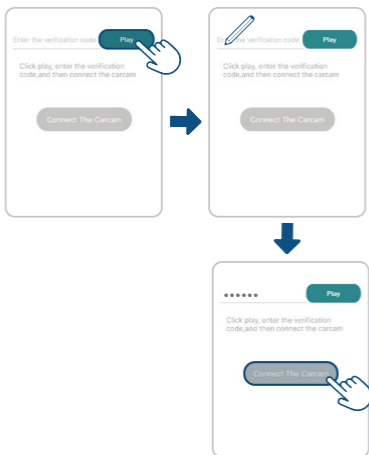 Enter the verification code Play
Click play, enter the verification
code,and then connect the carcam
Connect The Carcam
Enter the verification code Play
Click play, enter the verification
code,and then connect the carcam
Connect The Carcam
•••••• Play
Click play, enter the verification
code,and then connect the carcam
Connect The Carcam